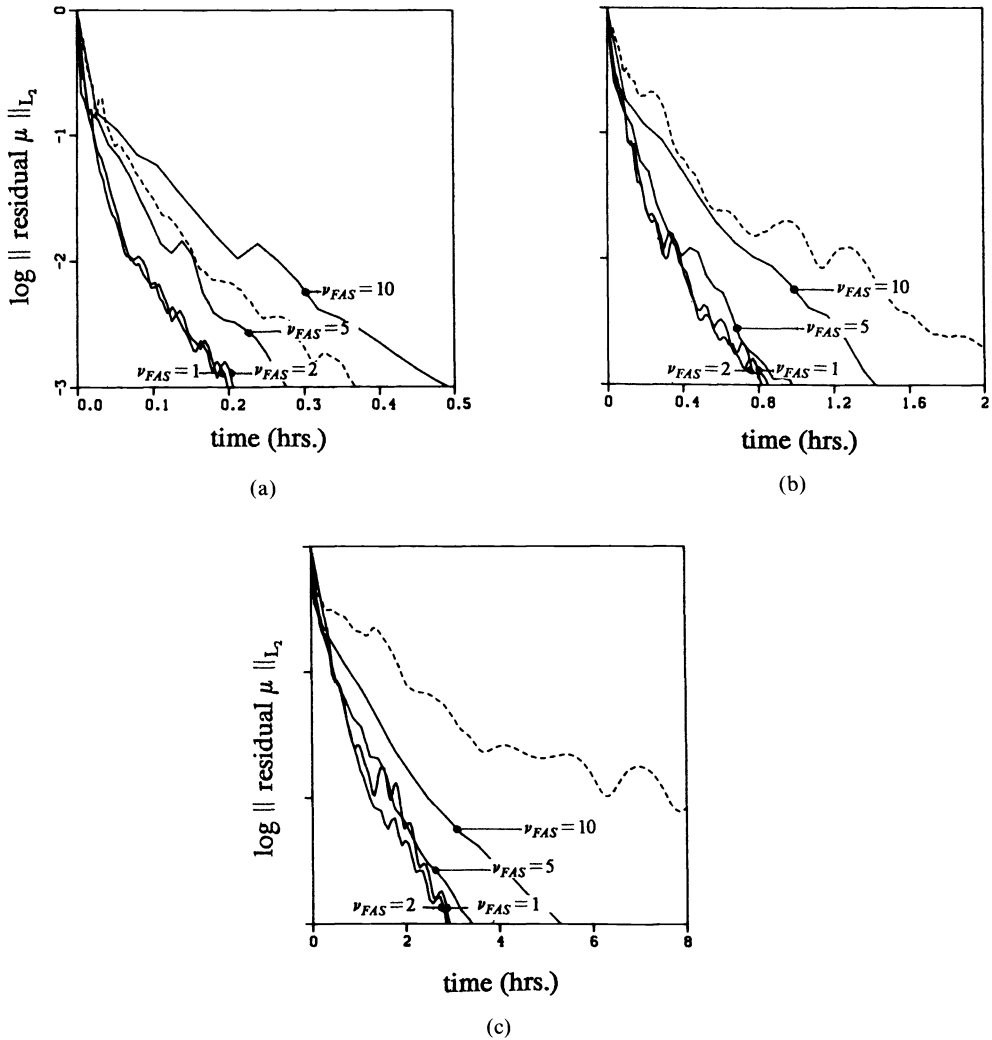 0
-1
-2
-3
log || residual μ ||L₂
ν_FAS=10
ν_FAS=5
ν_FAS=1
ν_FAS=2
0.0 0.1 0.2 0.3 0.4 0.5
time (hrs.)
(a)
log || residual μ ||L₂
ν_FAS=10
ν_FAS=5
ν_FAS=2
ν_FAS=1
0 0.4 0.8 1.2 1.6 2
time (hrs.)
(b)
log || residual μ ||L₂
ν_FAS=10
ν_FAS=5
ν_FAS=2
ν_FAS=1
0 2 4 6 8
time (hrs.)
(c)